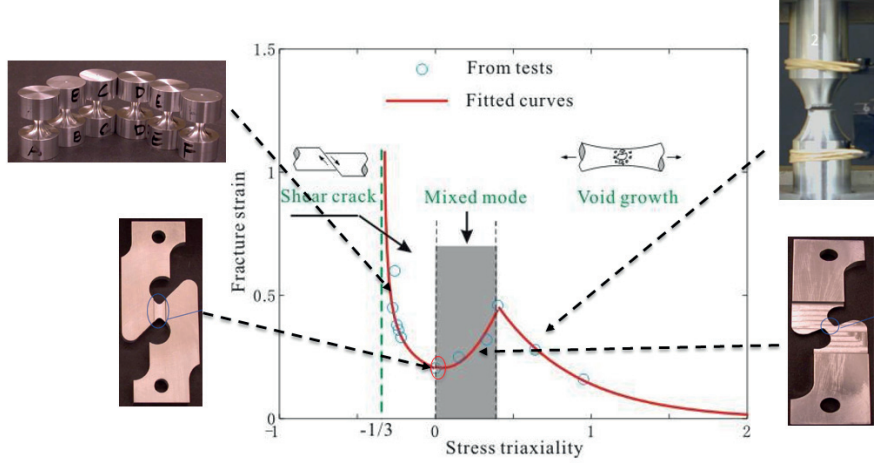 1.5
From tests
Fitted curves
1
Shear crack
Mixed mode
Void growth
Fracture strain
0.5
0
-1
-1/3
0
1
2
Stress triaxiality
2
B
C
D
E
A
B
C
D
E
F